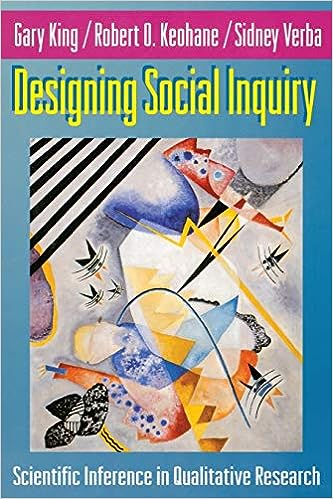 Gary King / Robert O. Keohane / Sidney Verba
Designing Social Inquiry
Scientific Inference in Qualitative Research